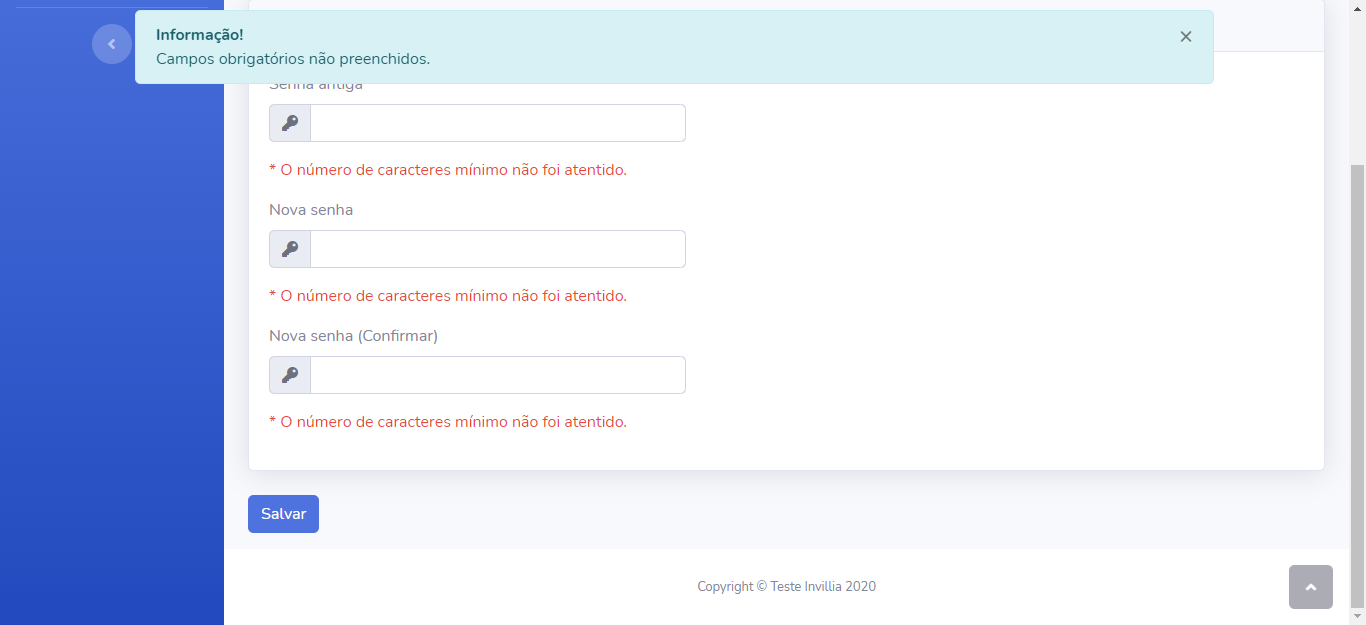 Informação!
Campos obrigatórios não preenchidos.
Senha antiga
* O número de caracteres mínimo não foi atentido.
Nova senha
* O número de caracteres mínimo não foi atentido.
Nova senha (Confirmar)
* O número de caracteres mínimo não foi atentido.
Salvar
Copyright © Teste Invillia 2020